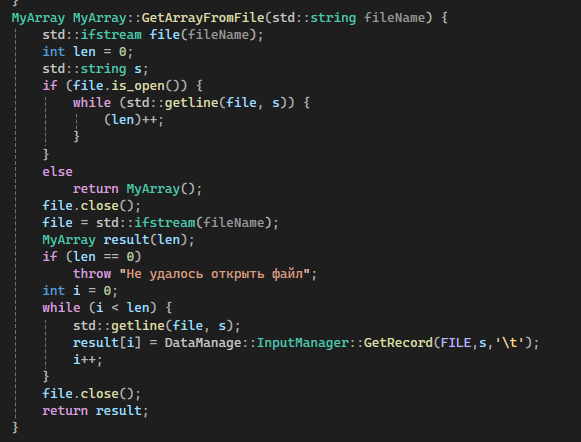 }
MyArray MyArray::GetArrayFromFile(std::string fileName) {
    std::ifstream file(fileName);
    int len = 0;
    std::string s;
    if (file.is_open()) {
        while (std::getline(file, s)) {
            (len)++;
        }
    }
    else
        return MyArray();
    file.close();
    file = std::ifstream(fileName);
    MyArray result(len);
    if (len == 0)
        throw "Не удалось открыть файл";
    int i = 0;
    while (i < len) {
        std::getline(file, s);
        result[i] = DataManage::InputManager::GetRecord(FILE,s,'\t');
        i++;
    }
    file.close();
    return result;
}